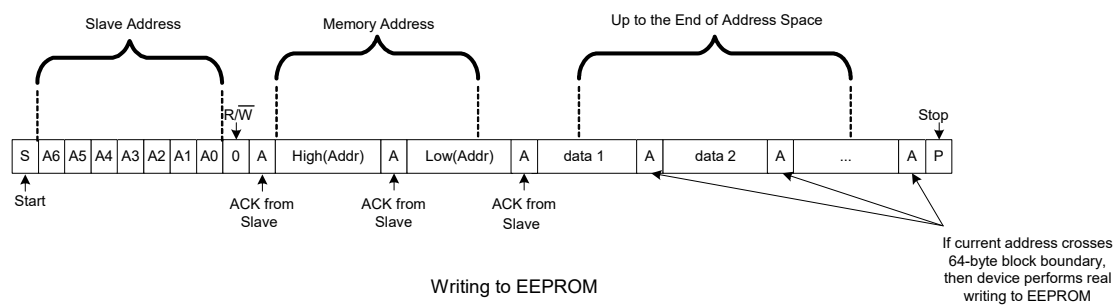 Slave Address
Memory Address
Up to the End of Address Space
R/W̅
Stop
S A6 A5 A4 A3 A2 A1 A0 0 A High(Addr) A Low(Addr) A data 1 A data 2 A ... A P
Start
ACK from
Slave
ACK from
Slave
ACK from
Slave
If current address crosses
64-byte block boundary,
then device performs real
writing to EEPROM
Writing to EEPROM